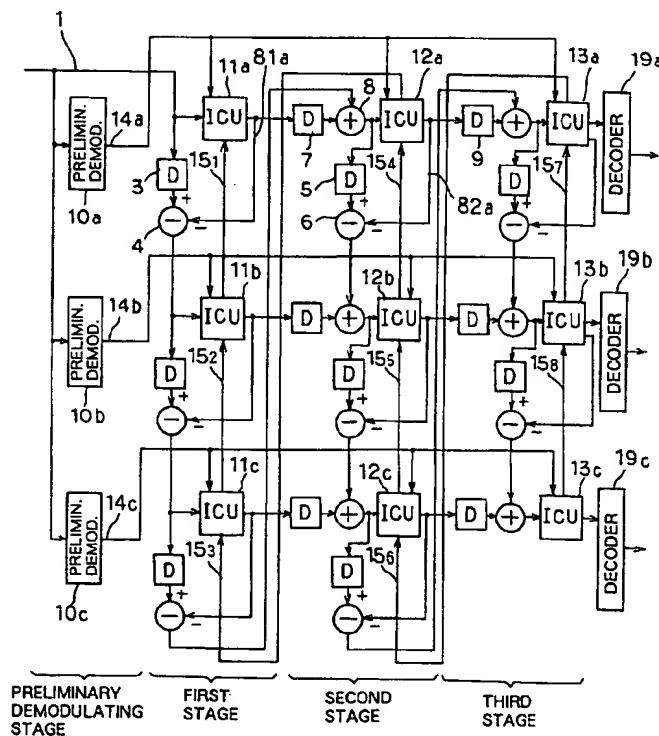 1
11a
81a
12a
13a
19a
PRELIMIN.
DEMOD.
14a
ICU
D
8
ICU
D
ICU
DECODER
7
9
10a
3
D
15₁
5
D
15₄
D
15₇
+
+
+
4
−
−
6
−
−
82a
−
−
11b
12b
13b
19b
PRELIMIN.
DEMOD.
14b
ICU
D
+
ICU
D
+
ICU
DECODER
10b
15₂
15₅
15₈
D
D
D
+
+
+
−
−
−
−
−
−
11c
12c
13c
19c
PRELIMIN.
DEMOD.
14c
ICU
D
+
ICU
D
+
ICU
DECODER
10c
15₃
15₆
D
D
+
+
−
−
−
−
PRELIMINARY
DEMODULATING
STAGE
FIRST
STAGE
SECOND
STAGE
THIRD
STAGE